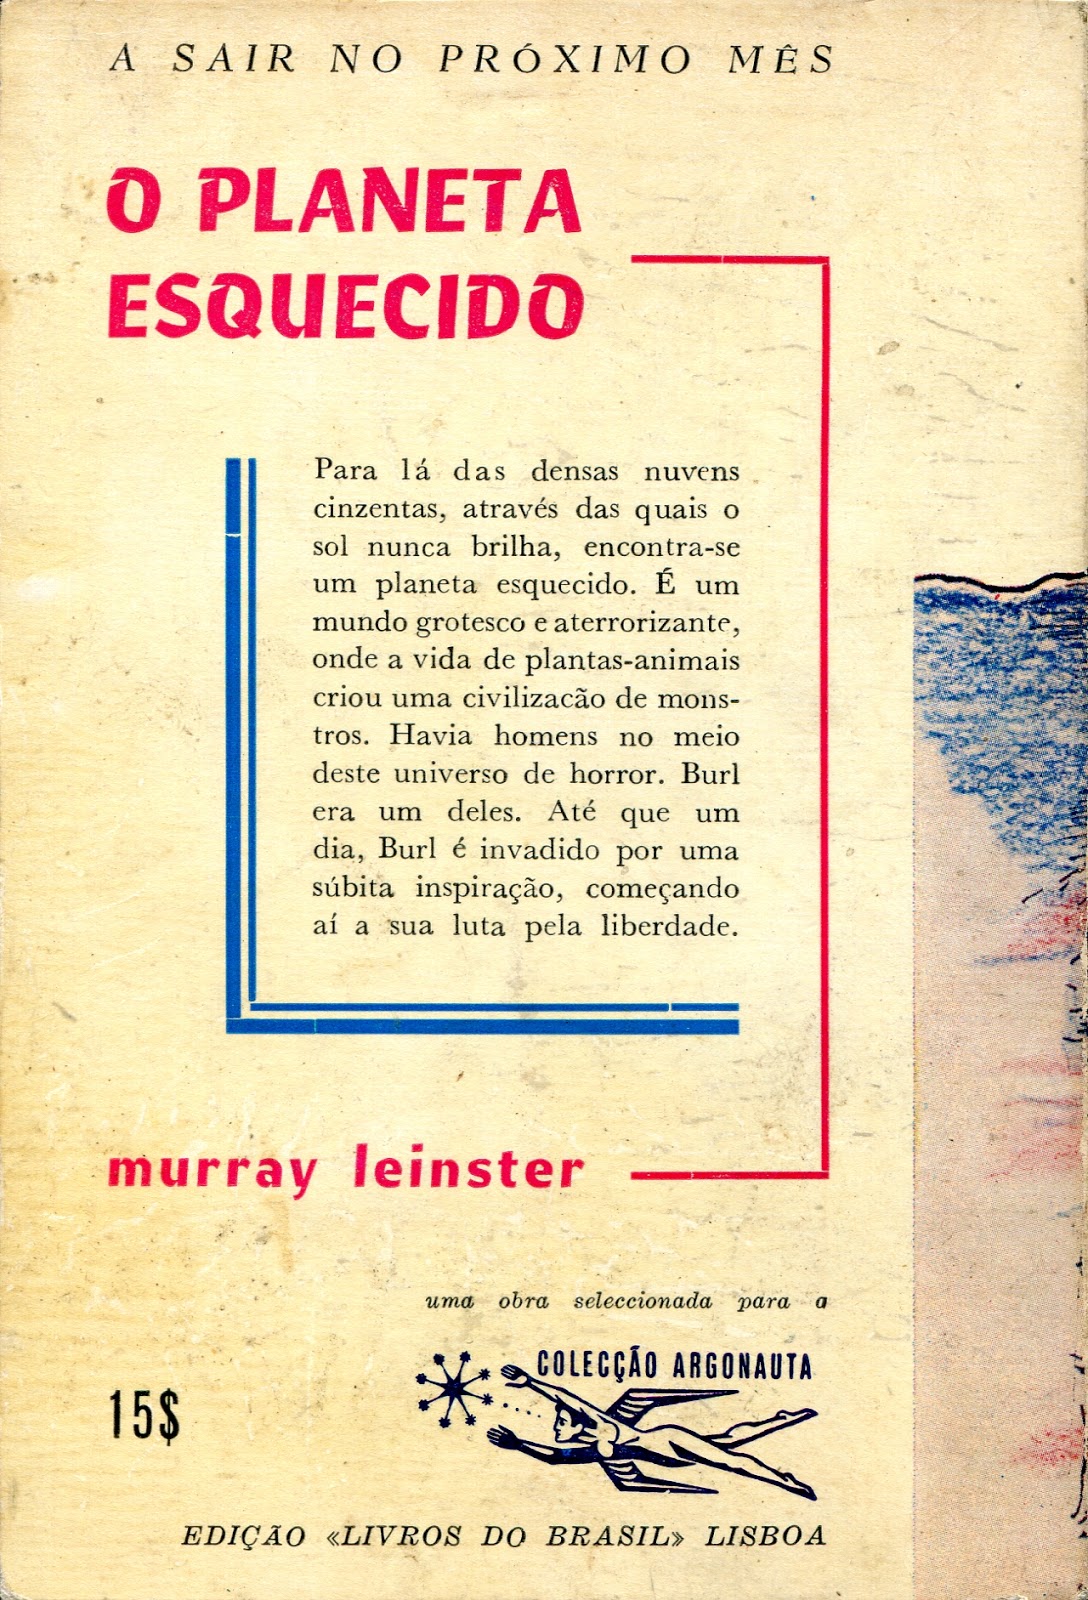 A SAIR NO PRÓXIMO MÊS
O PLANETA
ESQUECIDO
Para lá das densas nuvens
cinzentas, através das quais o
sol nunca brilha, encontra-se
um planeta esquecido. É um
mundo grotesco e aterrorizante,
onde a vida de plantas-animais
criou uma civilizacão de mons-
tros. Havia homens no meio
deste universo de horror. Burl
era um deles. Até que um
dia, Burl é invadido por uma
súbita inspiração, começando
aí a sua luta pela liberdade.
murray leinster
uma obra seleccionada para a
COLECÇÃO ARGONAUTA
15$
EDIÇÃO «LIVROS DO BRASIL» LISBOA